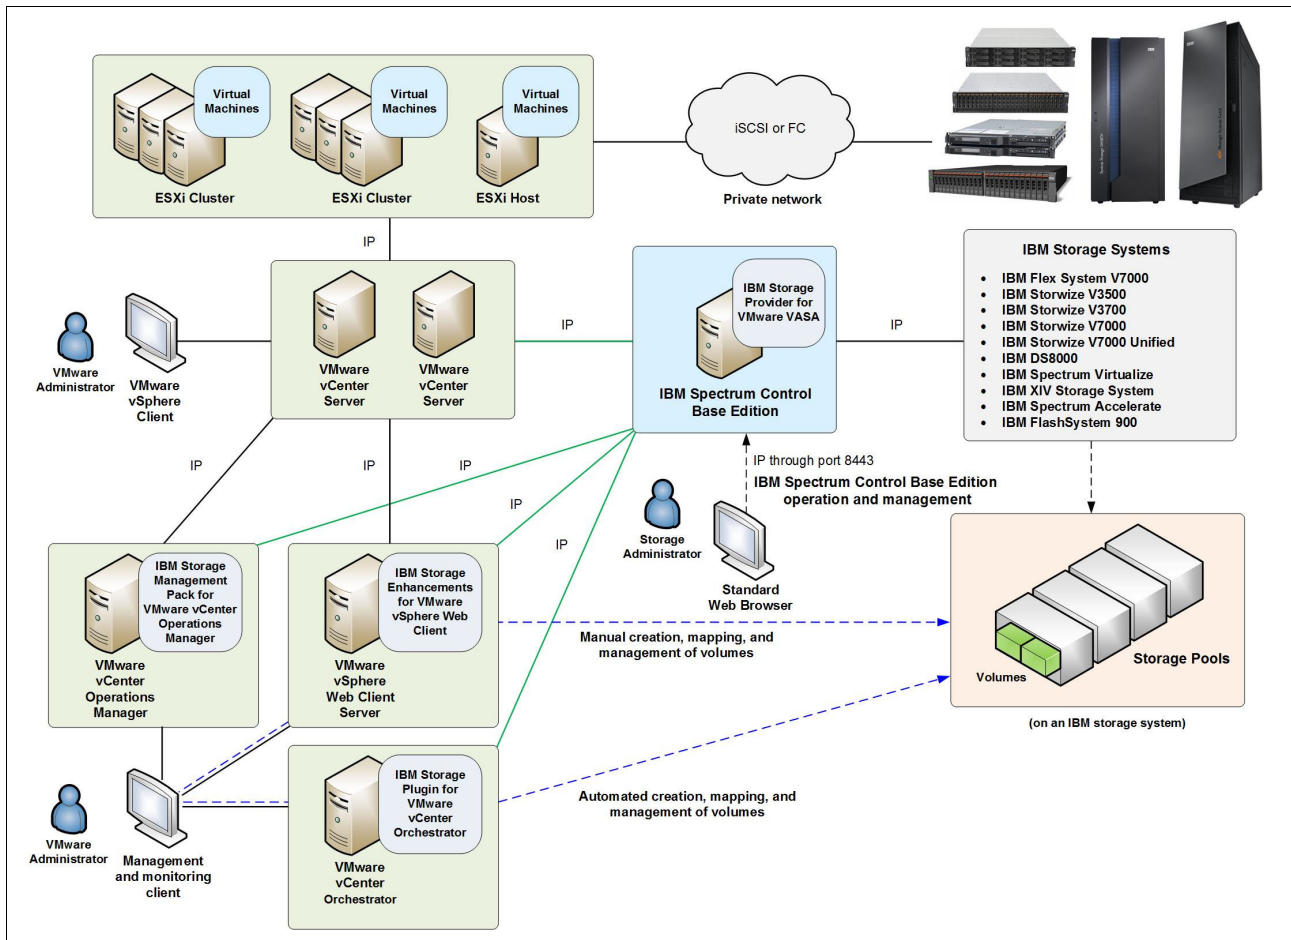 Virtual
Machines
Virtual
Machines
Virtual
Machines
ESXi Cluster
ESXi Cluster
ESXi Host
iSCSI or FC
Private network
IP
IBM Storage Systems
• IBM Flex System V7000
• IBM Storwize V3500
• IBM Storwize V3700
• IBM Storwize V7000
• IBM Storwize V7000 Unified
• IBM DS8000
• IBM Spectrum Virtualize
• IBM XIV Storage System
• IBM Spectrum Accelerate
• IBM FlashSystem 900
IBM Storage
Provider for
VMware VASA
IP
IP
IBM Spectrum Control
Base Edition
VMware
Administrator
VMware
vSphere
Client
VMware
vCenter
Server
VMware
vCenter
Server
IP
IP
IP
IP
IP
IP through port 8443
IBM Spectrum Control Base Edition
operation and management
Storage
Administrator
Standard
Web Browser
IBM Storage
Management
Pack for
VMware vCenter
Operations
Manager
VMware
vCenter
Operations
Manager
IBM Storage
Enhancements
for VMware
vSphere Web
Client
VMware
vSphere
Web Client
Server
Manual creation, mapping, and
management of volumes
Volumes
Storage Pools
(on an IBM storage system)
IBM Storage
Plugin for
VMware
vCenter
Orchestrator
VMware
vCenter
Orchestrator
Automated creation, mapping, and
management of volumes
VMware
Administrator
Management
and monitoring
client